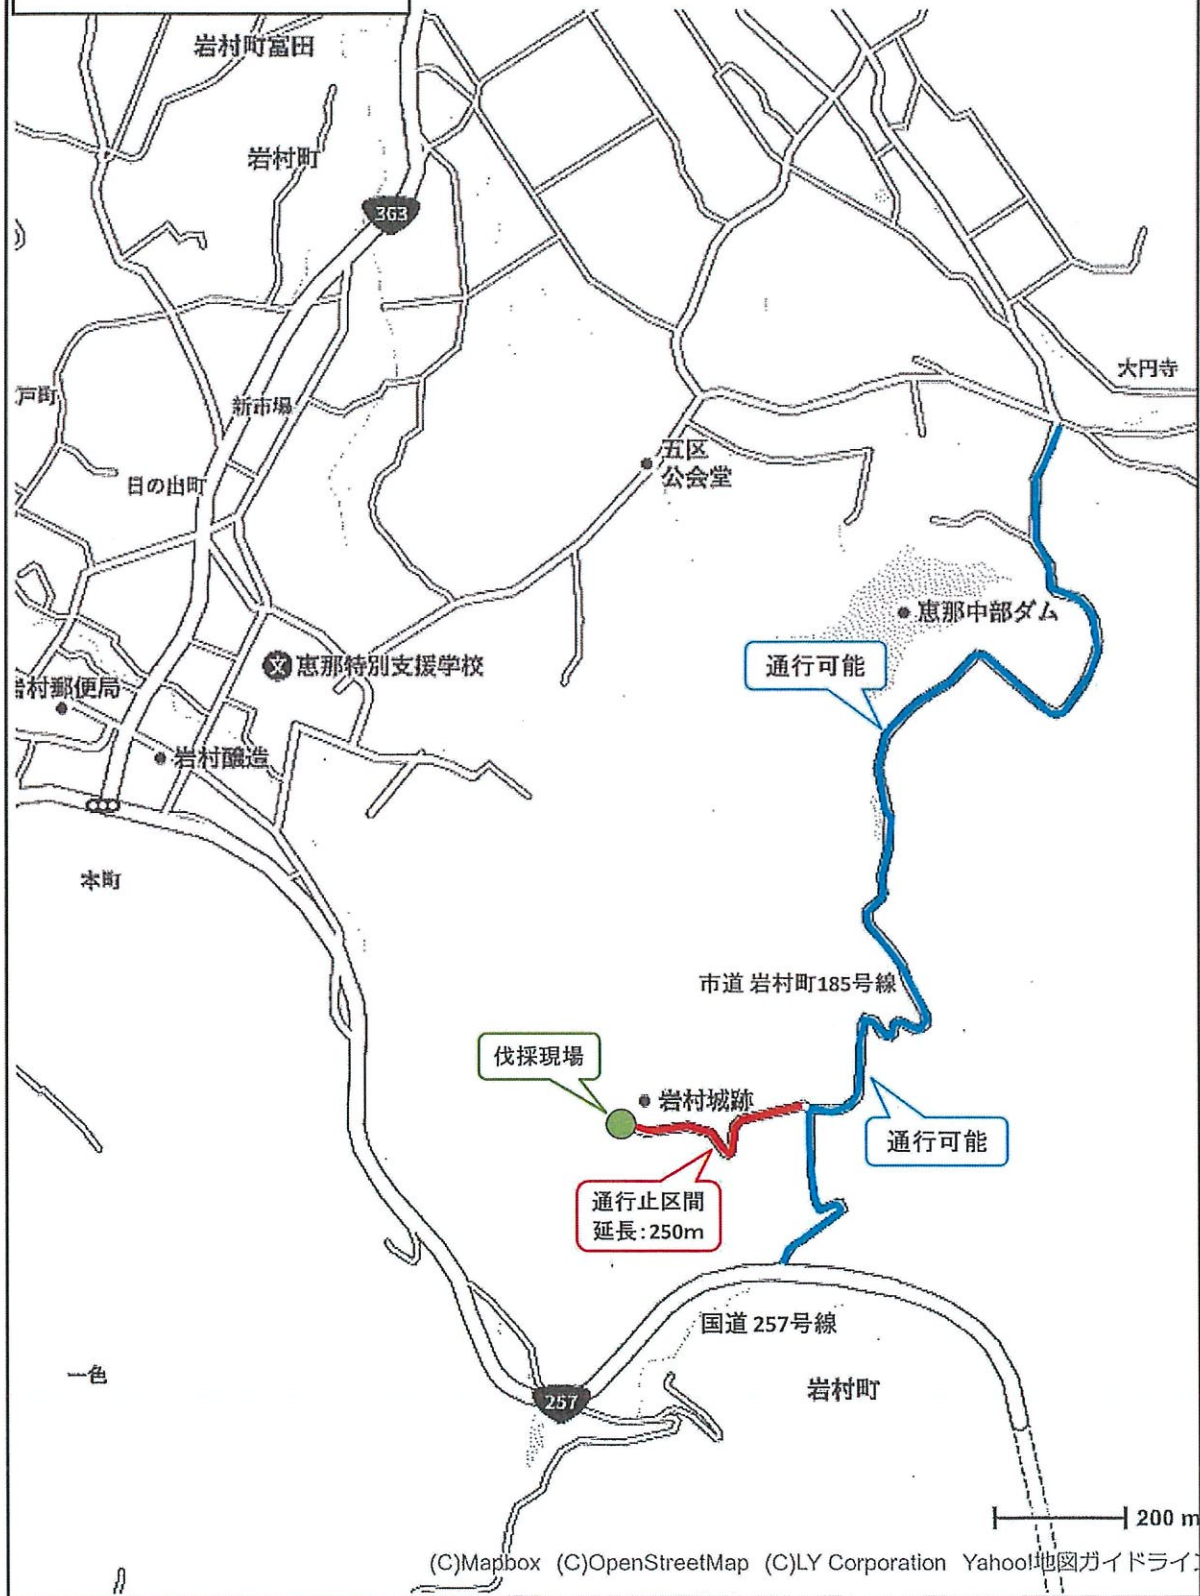 岩村町富田
岩村町
363
大円寺
戸町
新市場
五区
公会堂
日の出町
恵那中部ダム
通行可能
文 恵那特別支援学校
岩村郵便局
岩村醸造
本町
市道 岩村町185号線
伐採現場
岩村城跡
通行可能
通行止区間
延長:250m
国道 257号線
一色
岩村町
257
200 m
(C)Mapbox (C)OpenStreetMap (C)LY Corporation Yahoo!地図ガイドライン